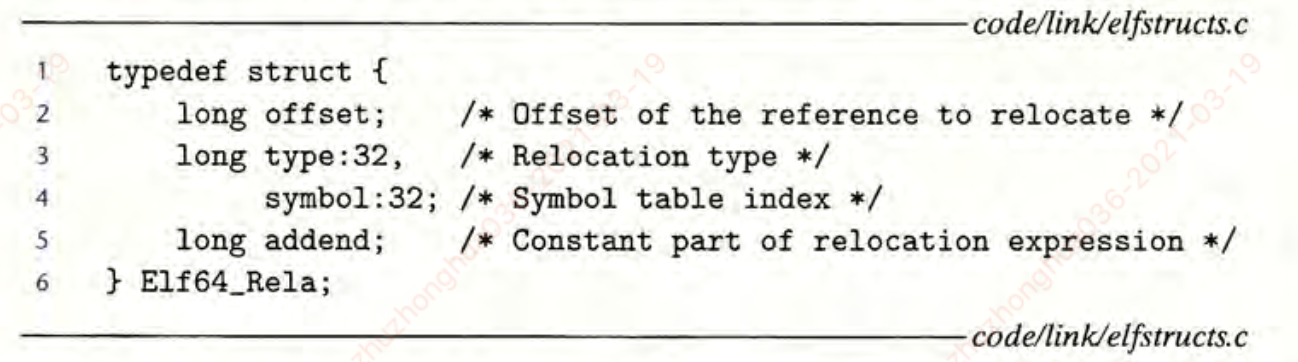 code/link/elfstructs.c
1 typedef struct {
2 long offset; /* Offset of the reference to relocate */
3 long type:32, /* Relocation type */
4 symbol:32; /* Symbol table index */
5 long addend; /* Constant part of relocation expression */
6 } Elf64_Rela;
code/link/elfstructs.c